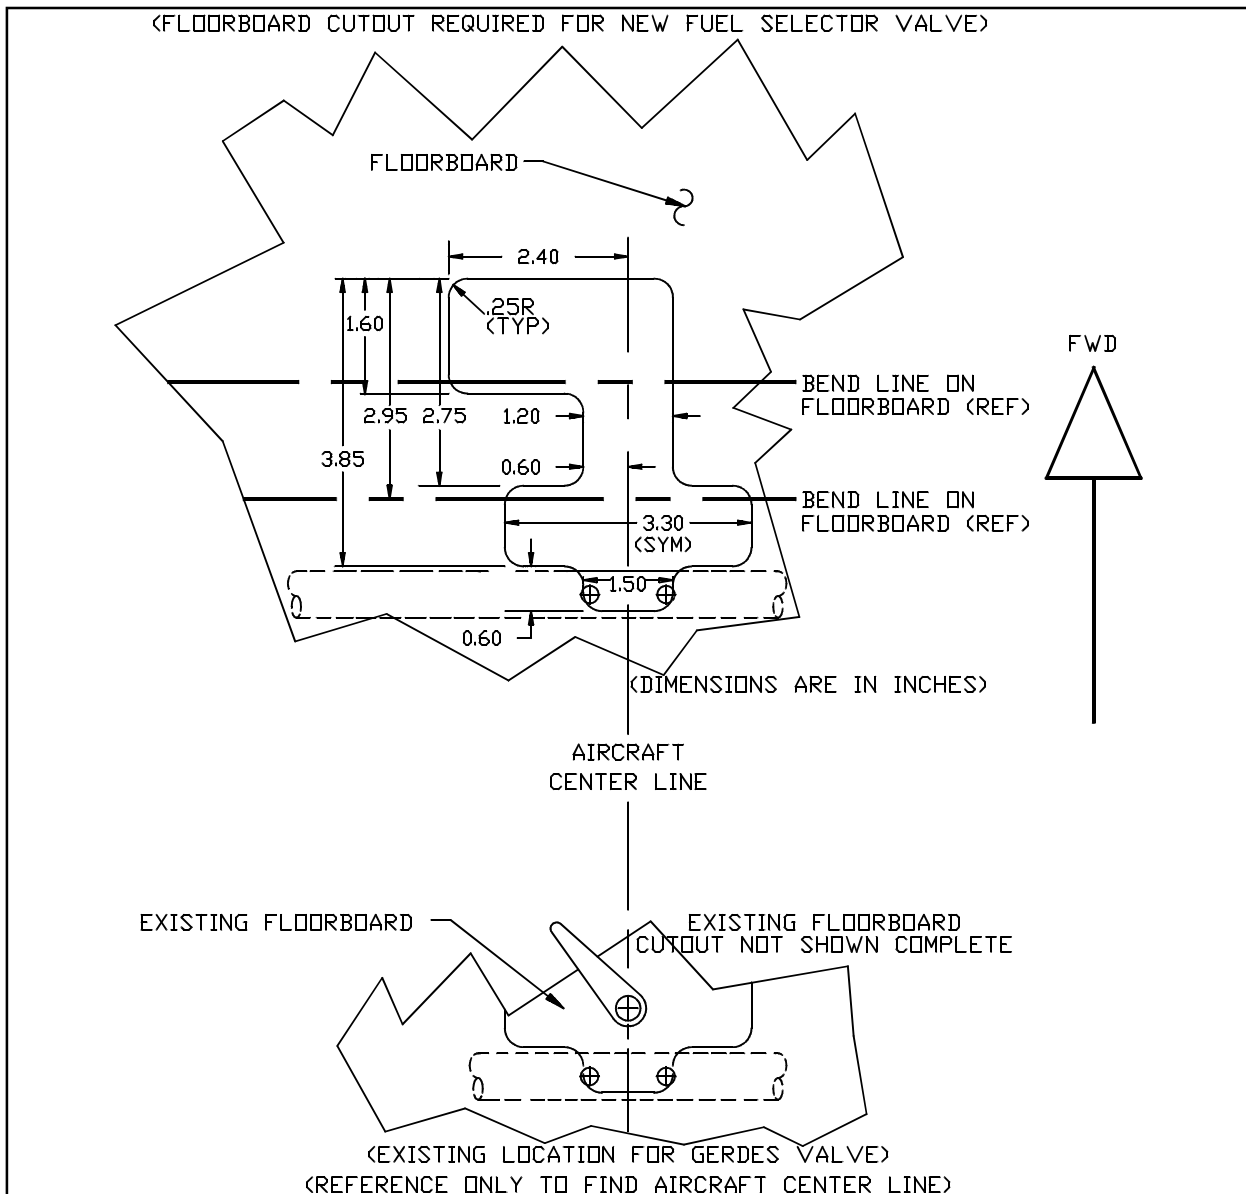 (FLOORBOARD CUTOUT REQUIRED FOR NEW FUEL SELECTOR VALVE)
FLOORBOARD
2.40
.25R
(TYP)
1.60
FWD
BEND LINE ON
FLOORBOARD (REF)
2.95
2.75
1.20
3.85
0.60
BEND LINE ON
FLOORBOARD (REF)
3.30
(SYM)
1.50
0.60
(DIMENSIONS ARE IN INCHES)
AIRCRAFT
CENTER LINE
EXISTING FLOORBOARD
EXISTING FLOORBOARD
CUTOUT NOT SHOWN COMPLETE
(EXISTING LOCATION FOR GERDES VALVE)
(REFERENCE ONLY TO FIND AIRCRAFT CENTER LINE)